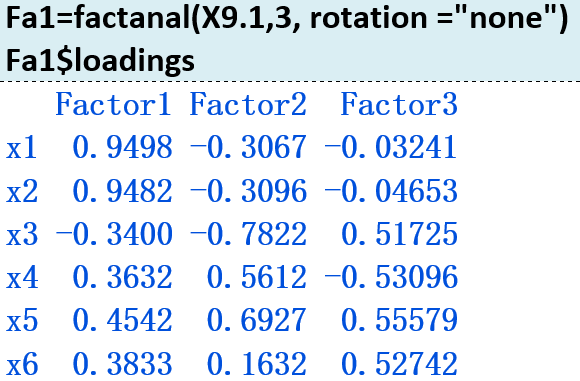 Fa1=factanal(X9.1,3, rotation ="none")
Fa1$loadings
Factor1 Factor2 Factor3
x1 0.9498 -0.3067 -0.03241
x2 0.9482 -0.3096 -0.04653
x3 -0.3400 -0.7822 0.51725
x4 0.3632 0.5612 -0.53096
x5 0.4542 0.6927 0.55579
x6 0.3833 0.1632 0.52742